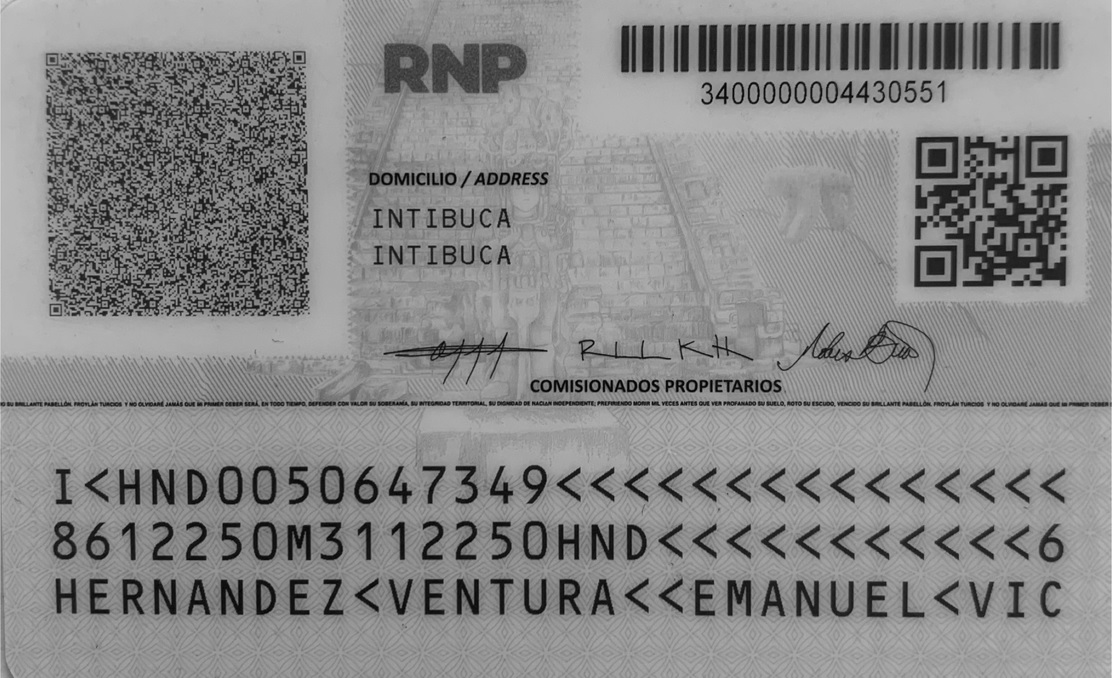 RNP
3400000004430551
DOMICILIO / ADDRESS
INTIBUCA
INTIBUCA
COMISIONADOS PROPIETARIOS
SU BRILLANTE PABELLÓN. FROYLÁN TURCIOS Y NO OLVIDARÉ JAMÁS QUE MI PRIMER DEBER SERÁ, EN TODO TIEMPO, DEFENDER CON VALOR SU SOBERANÍA, SU INTEGRIDAD TERRITORIAL, SU DIGNIDAD DE NACIÓN INDEPENDIENTE; PREFIRIENDO MORIR MIL VECES ANTES QUE VER PROFANADO SU SUELO, ROTO SU ESCUDO, VENCIDO SU BRILLANTE PABELLÓN. FROYLÁN TURCIOS Y NO OLVIDARÉ JAMÁS QUE MI PRIMER DEBER
I<HND0050647349<<<<<<<<<<<<<<<
8612250M3112250HND<<<<<<<<<<<6
HERNANDEZ<VENTURA<<EMANUEL<VIC